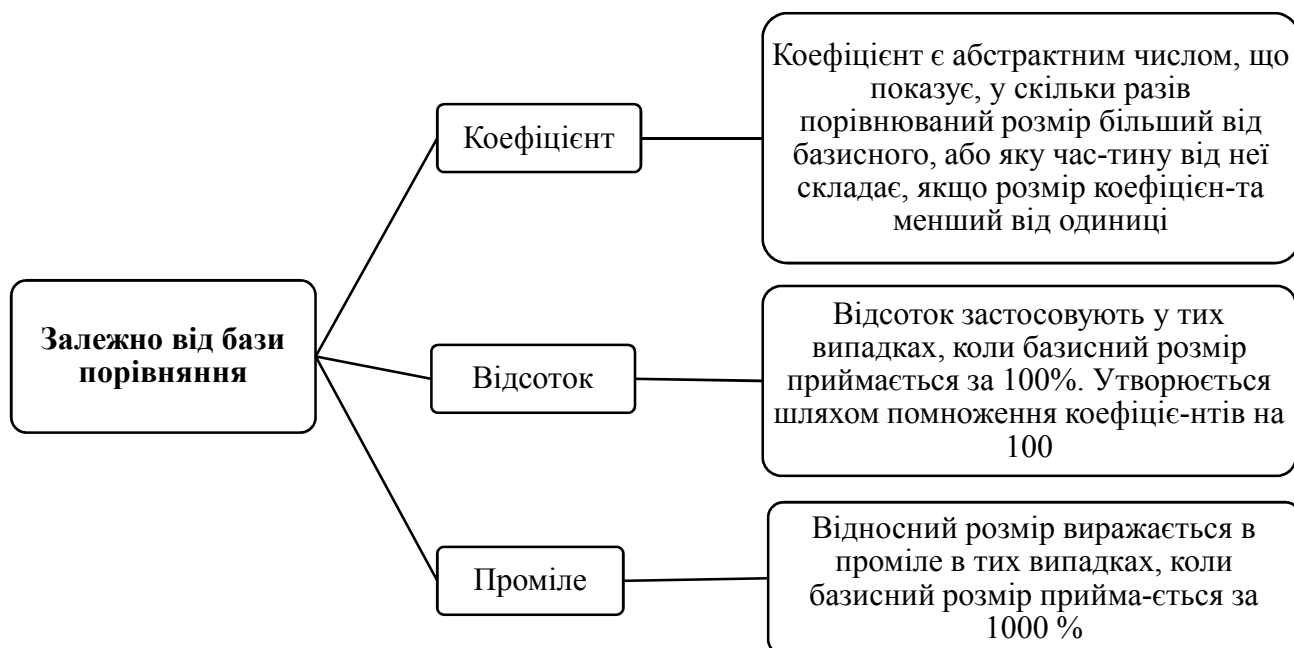 Залежно від бази
порівняння
Коефіцієнт
Коефіцієнт є абстрактним числом, що
показує, у скільки разів
порівнюваний розмір більший від
базисного, або яку час-тину від неї
складає, якщо розмір коефіцієн-та
менший від одиниці
Відсоток
Відсоток застосовують у тих
випадках, коли базисний розмір
приймається за 100%. Утворюється
шляхом помноження коефіціє-нтів на
100
Проміле
Відносний розмір виражається в
проміле в тих випадках, коли
базисний розмір прийма-ється за
1000 %